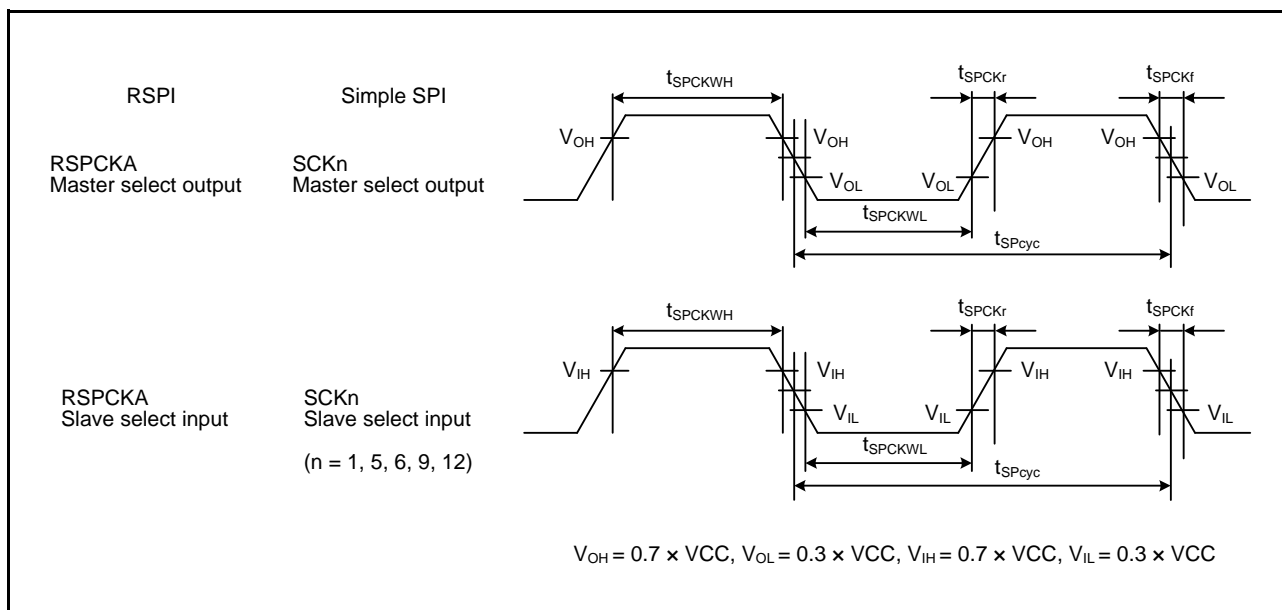 RSPI
Simple SPI
RSPCKA
Master select output
SCKn
Master select output
tSPCKWH
tSPCKr
tSPCKf
VOH
VOH
VOH
VOH
VOL
VOL
VOL
tSPCKWL
tSPcyc
RSPCKA
Slave select input
SCKn
Slave select input
(n = 1, 5, 6, 9, 12)
tSPCKWH
tSPCKr
tSPCKf
VIH
VIH
VIH
VIH
VIL
VIL
VIL
tSPCKWL
tSPcyc
VOH = 0.7 × VCC, VOL = 0.3 × VCC, VIH = 0.7 × VCC, VIL = 0.3 × VCC